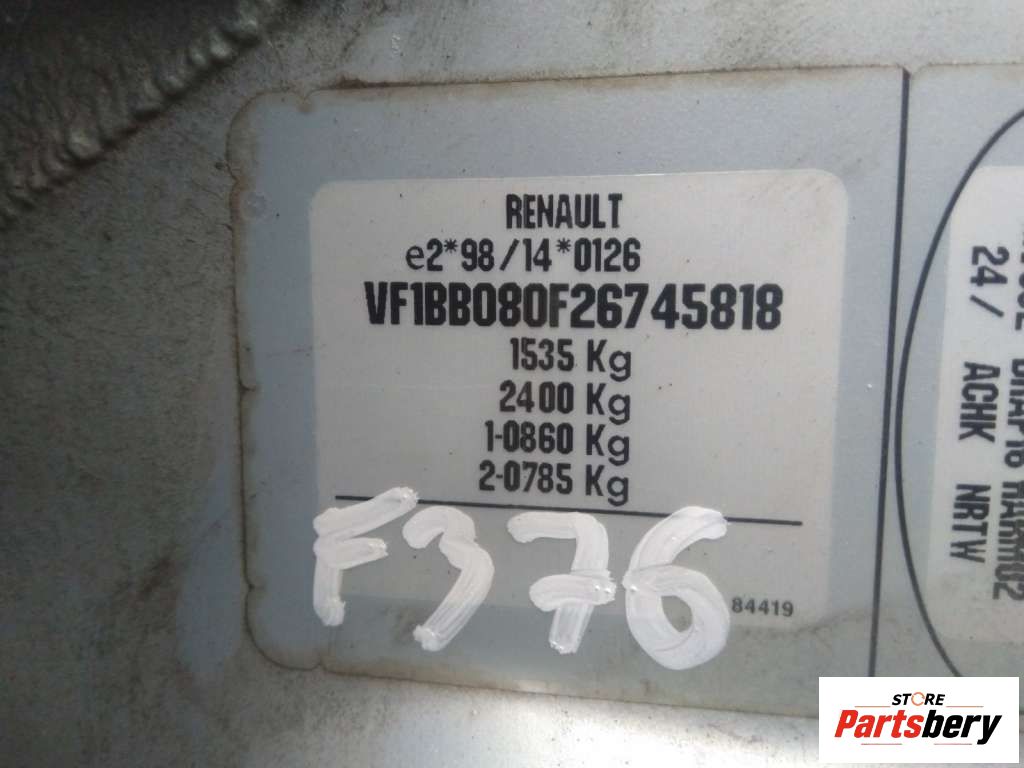 RENAULT
e2*98/14*0126
VF1BB080F26745818
1535 Kg
2400 Kg
1-0860 Kg
2-0785 Kg
F376
84419
24/ ACHK NRTW
STORE
Partsbery